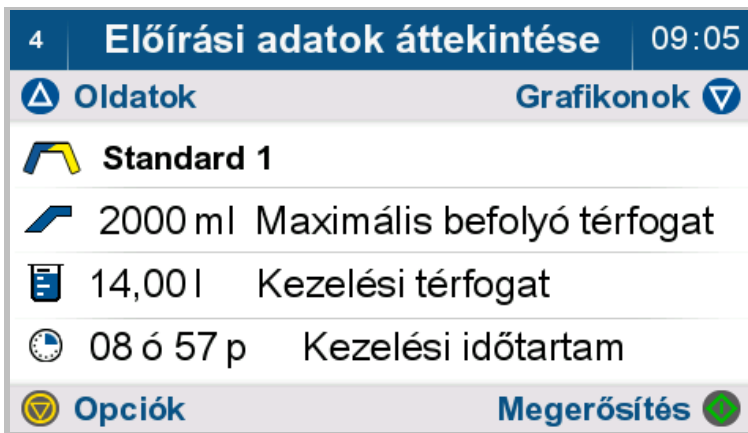 4 Előírási adatok áttekintése 09:05
Oldatok Grafikonok
Standard 1
2000 ml Maximális befolyó térfogat
14,00 l Kezelési térfogat
08 ó 57 p Kezelési időtartam
Opciók Megerősítés